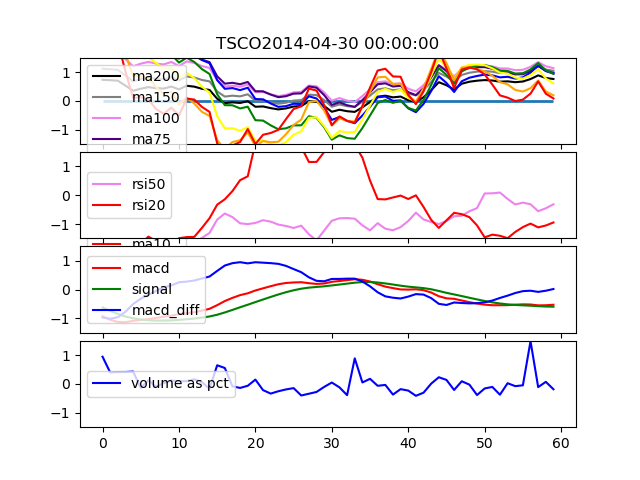 TSCO2014-04-30 00:00:00
1
0
−1
ma200
ma150
ma100
ma75
1
0
−1
rsi50
rsi20
ma10
1
0
−1
macd
signal
macd_diff
1
0
−1
volume as pct
0 10 20 30 40 50 60